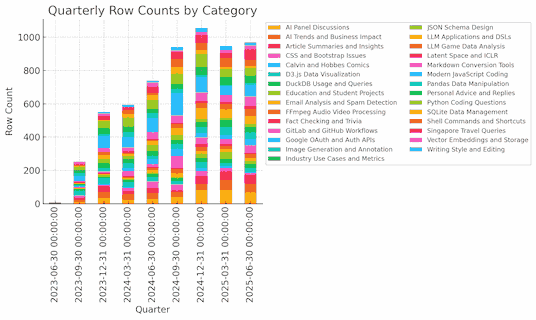 Quarterly Row Counts by Category
1000
800
600
400
200
0
Row Count
2023-06-30 00:00:00
2023-09-30 00:00:00
2023-12-31 00:00:00
2024-03-31 00:00:00
2024-06-30 00:00:00
2024-09-30 00:00:00
2024-12-31 00:00:00
2025-03-31 00:00:00
2025-06-30 00:00:00
Quarter
AI Panel Discussions
AI Trends and Business Impact
Article Summaries and Insights
CSS and Bootstrap Issues
Calvin and Hobbes Comics
D3.js Data Visualization
DuckDB Usage and Queries
Education and Student Projects
Email Analysis and Spam Detection
FFmpeg Audio Video Processing
Fact Checking and Trivia
GitLab and GitHub Workflows
Google OAuth and Auth APIs
Image Generation and Annotation
Industry Use Cases and Metrics
JSON Schema Design
LLM Applications and DSLs
LLM Game Data Analysis
Latent Space and ICLR
Markdown Conversion Tools
Modern JavaScript Coding
Pandas Data Manipulation
Personal Advice and Replies
Python Coding Questions
SQLite Data Management
Shell Commands and Shortcuts
Singapore Travel Queries
Vector Embeddings and Storage
Writing Style and Editing